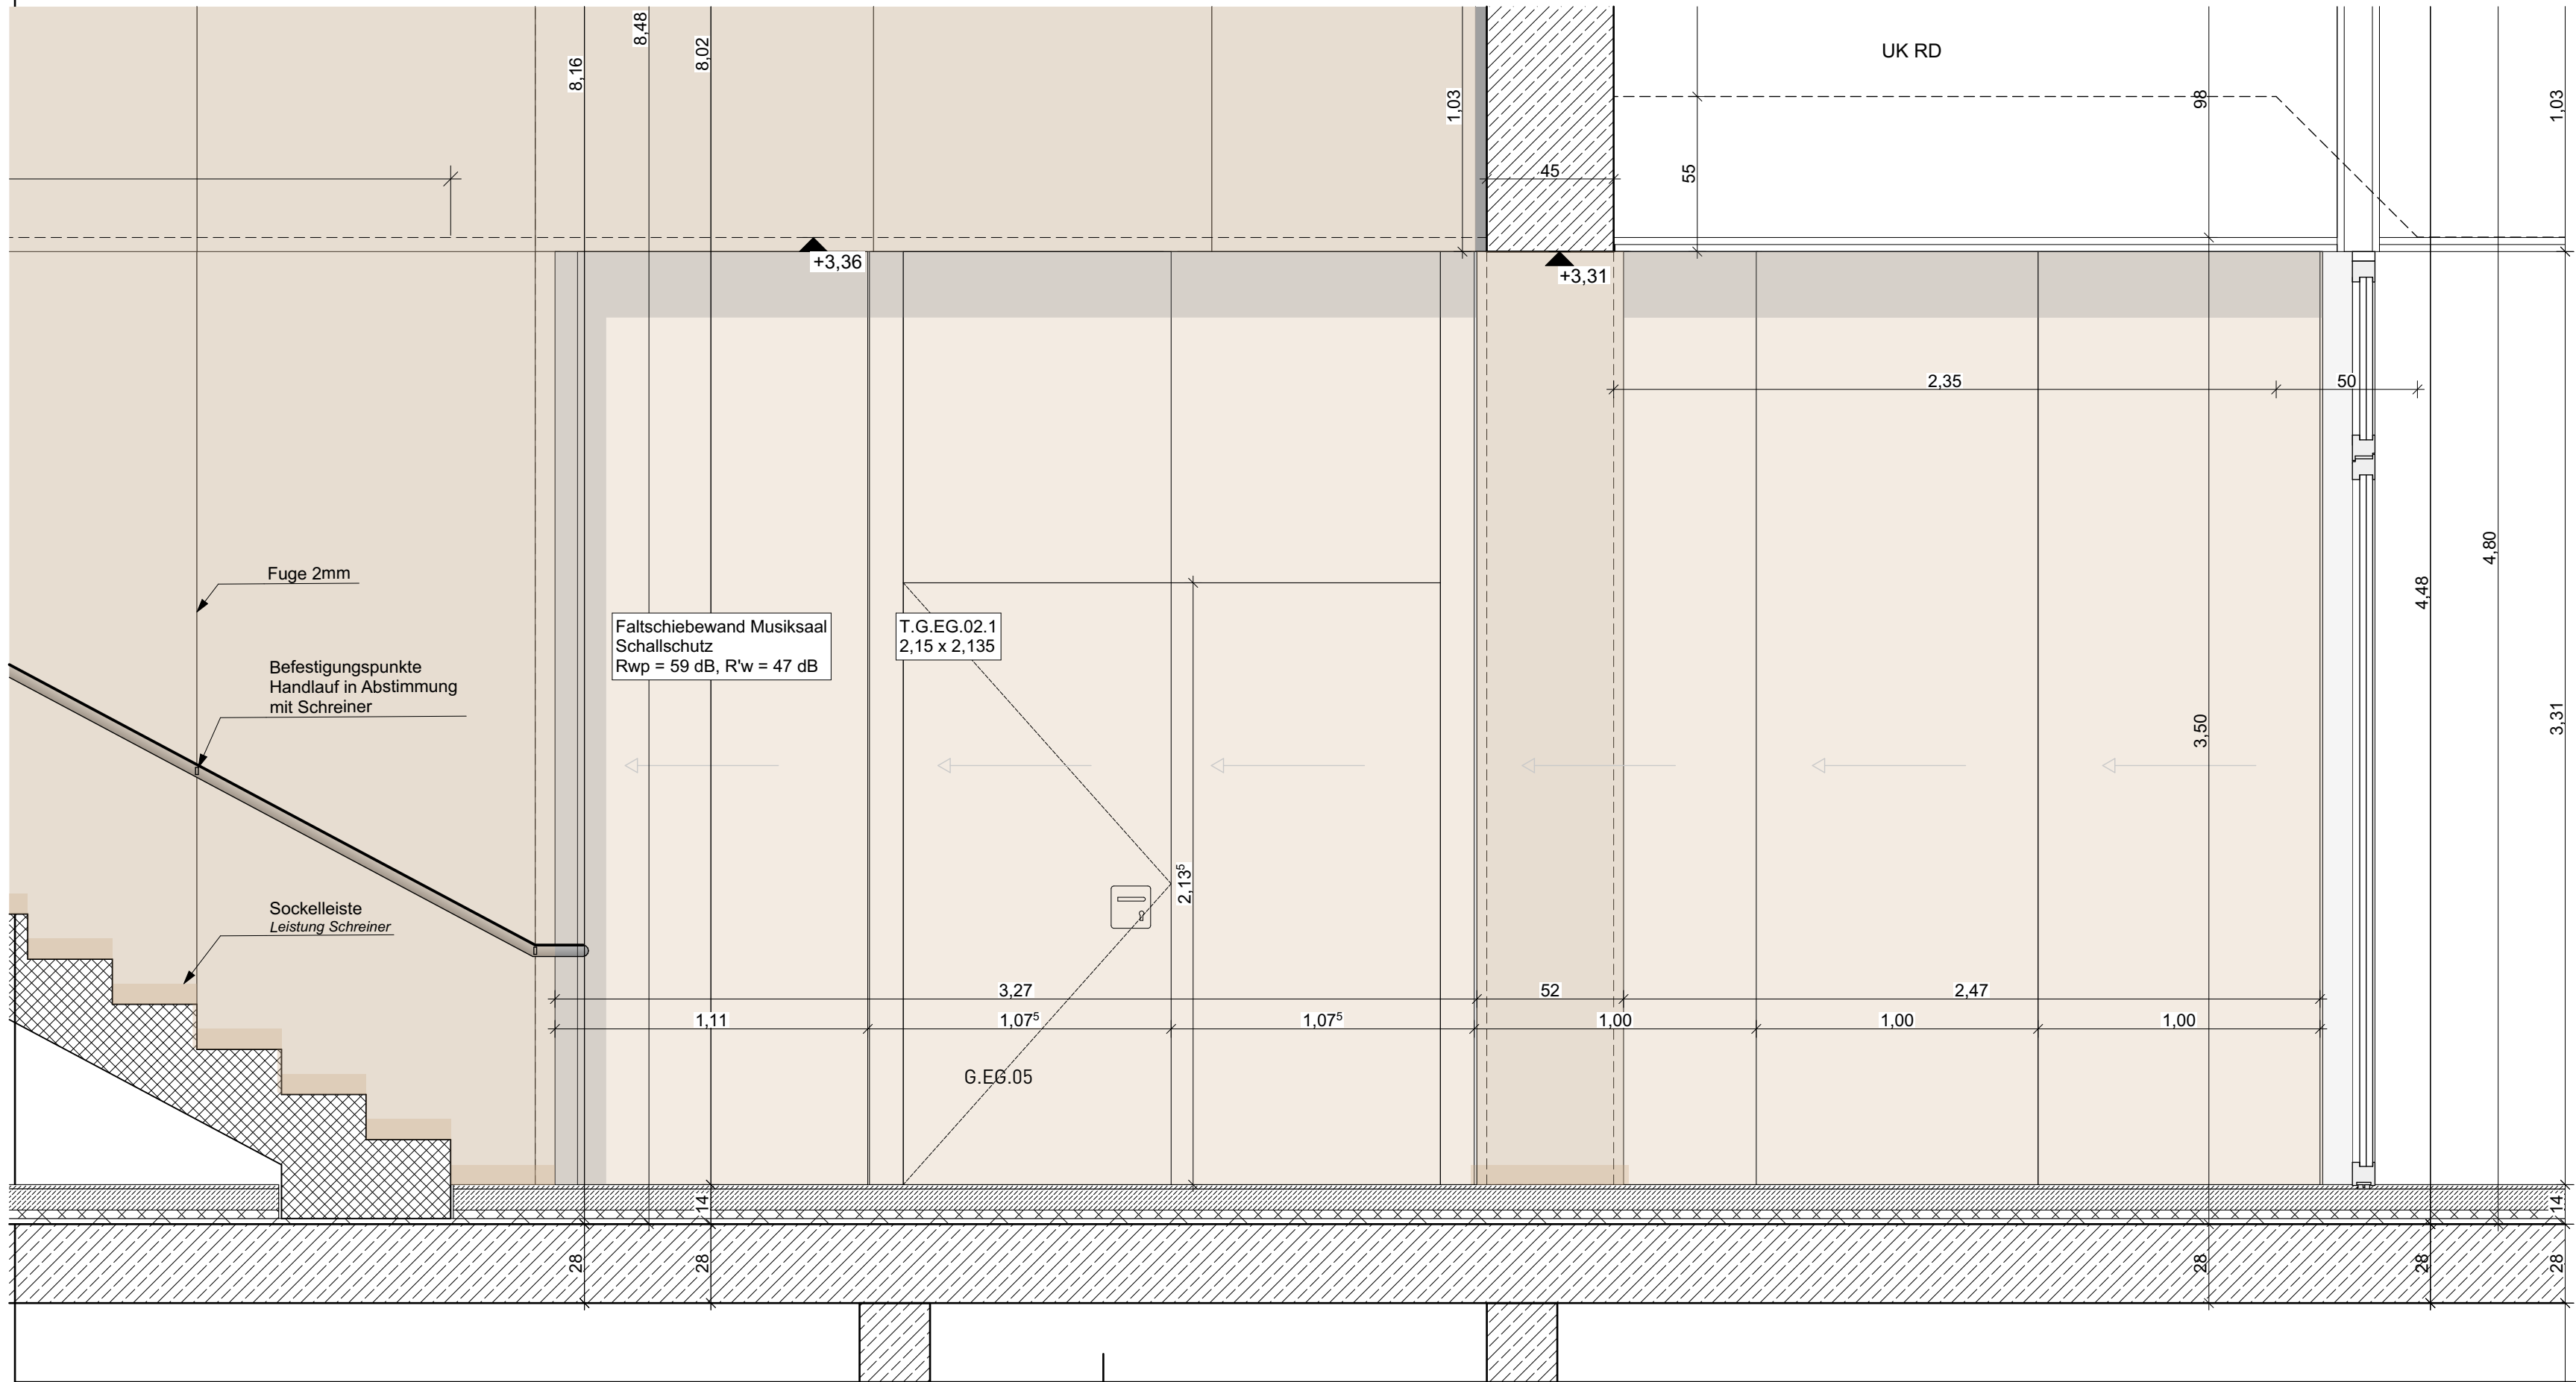 8,48
8,02
8,16
UK RD
1,03
98
1,03
45
55
+3,36
+3,31
2,35
50
Fuge 2mm
4,80
4,48
Faltschiebewand Musiksaal
Schallschutz
Rwp = 59 dB, R'w = 47 dB
T.G.EG.02.1
2,15 x 2,135
Befestigungspunkte
Handlauf in Abstimmung
mit Schreiner
3,50
3,31
2,13⁵
Sockelleiste
Leistung Schreiner
3,27
52
2,47
1,11
1,07⁵
1,07⁵
1,00
1,00
1,00
G.EG.05
14
14
28
28
28
28
28